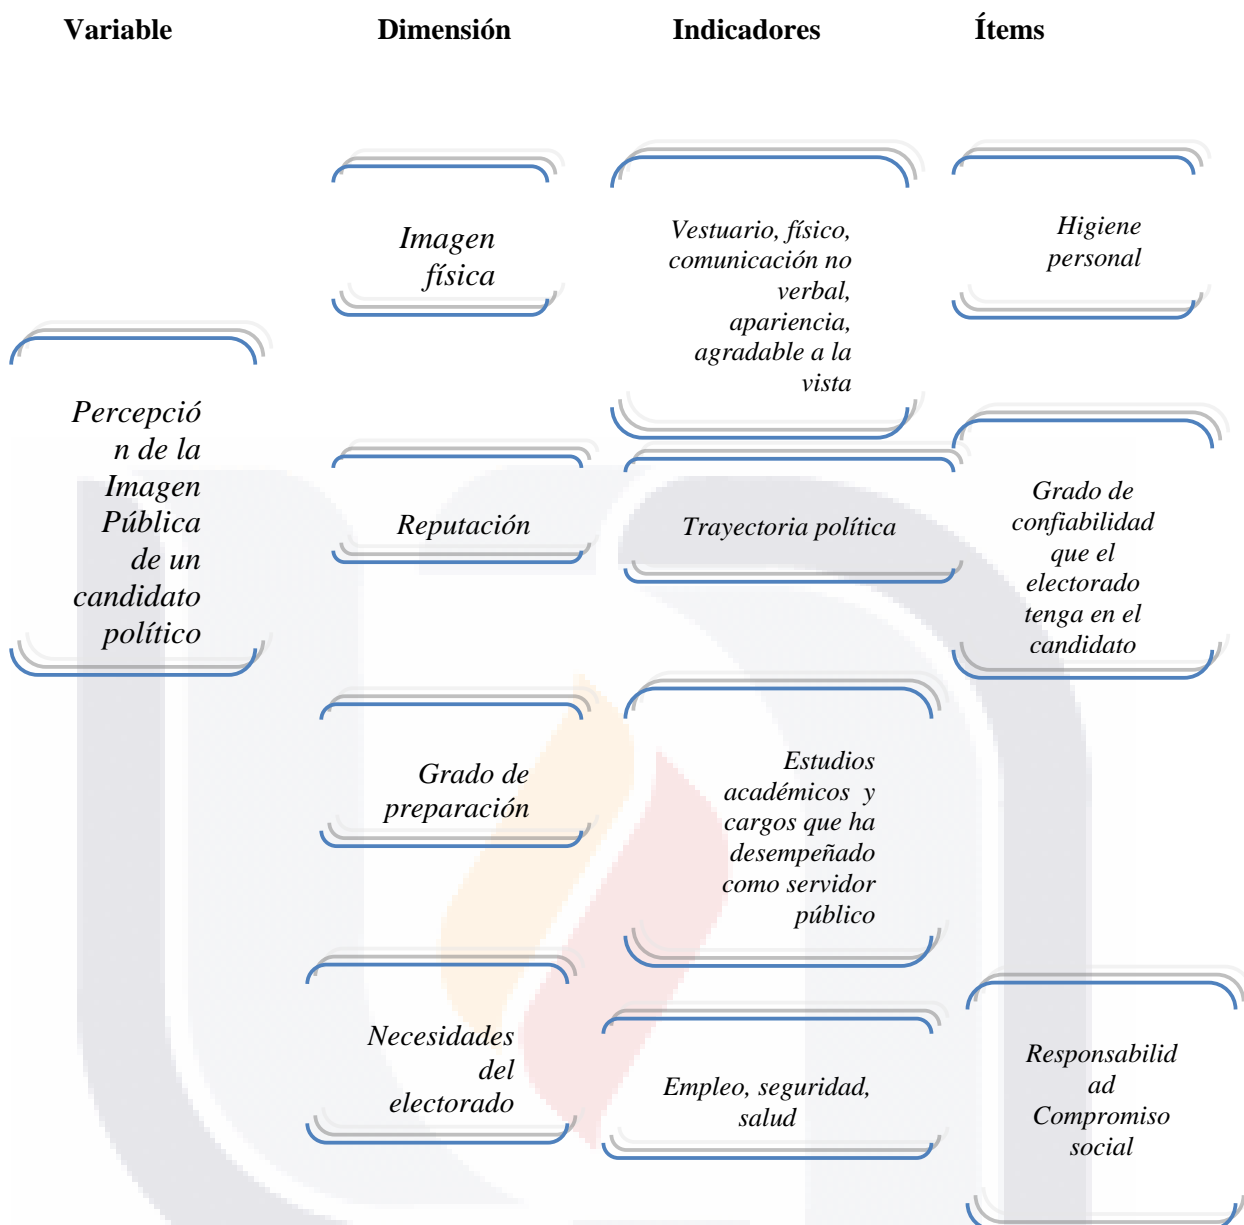 Variable Dimensión Indicadores Ítems
Percepció
n de la
Imagen
Pública
de un
candidato
político
Imagen
física
Vestuario, físico,
comunicación no
verbal,
apariencia,
agradable a la
vista
Higiene
personal
Reputación
Trayectoria política
Grado de
confiabilidad
que el
electorado
tenga en el
candidato
Grado de
preparación
Estudios
académicos y
cargos que ha
desempeñado
como servidor
público
Necesidades
del
electorado
Empleo, seguridad,
salud
Responsabilid
ad
Compromiso
social